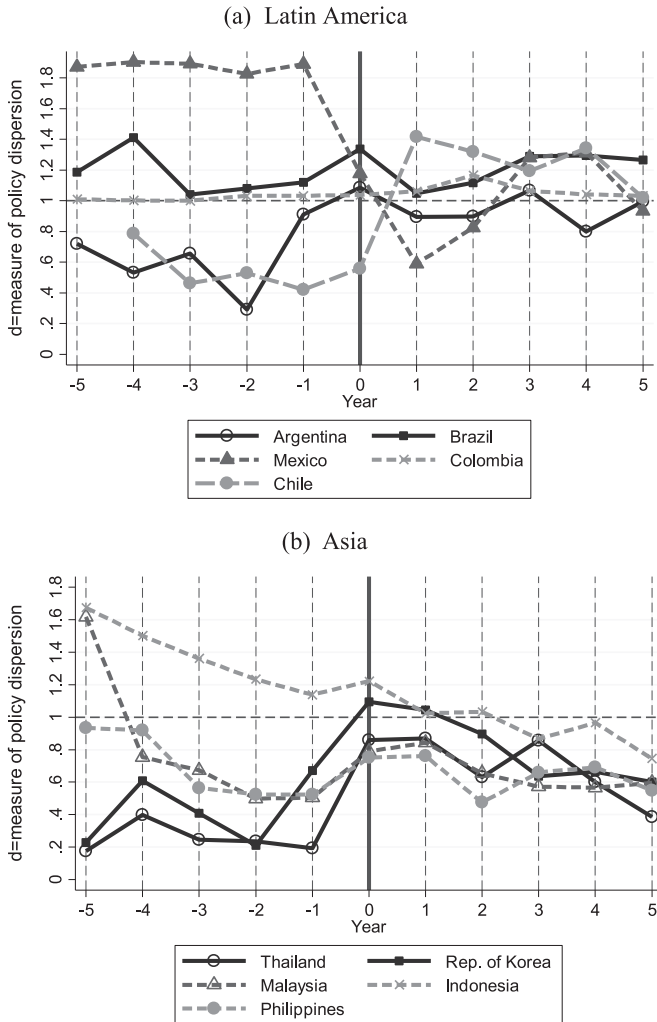 (a) Latin America
d=measure of policy dispersion
1.8
1.6
1.4
1.2
1
.8
.6
.4
.2
0
-5 -4 -3 -2 -1 0 1 2 3 4 5
Year
Argentina Brazil
Mexico Colombia
Chile
(b) Asia
d=measure of policy dispersion
1.8
1.6
1.4
1.2
1
.8
.6
.4
.2
0
-5 -4 -3 -2 -1 0 1 2 3 4 5
Year
Thailand Rep. of Korea
Malaysia Indonesia
Philippines